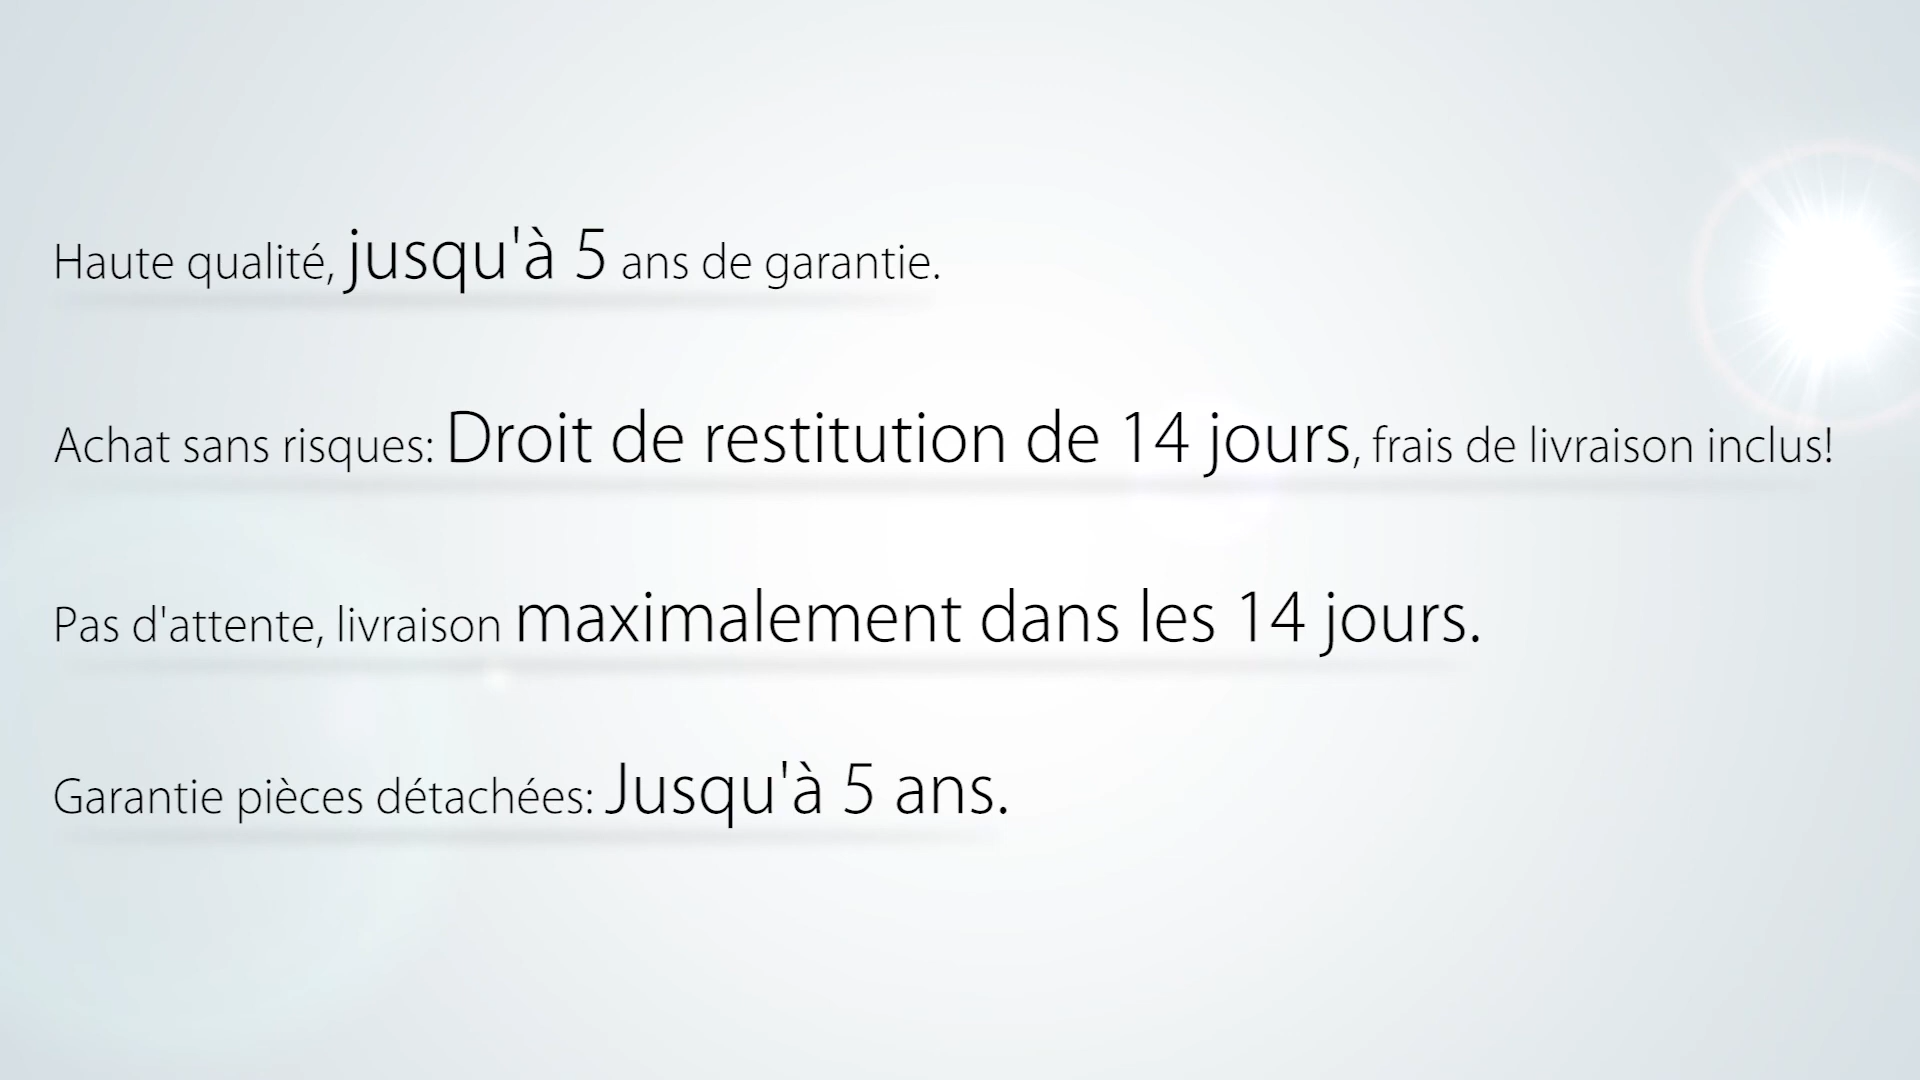 Haute qualité, jusqu'à 5 ans de garantie.
Achat sans risques: Droit de restitution de 14 jours, frais de livraison inclus!
Pas d'attente, livraison maximalement dans les 14 jours.
Garantie pièces détachées: Jusqu'à 5 ans.